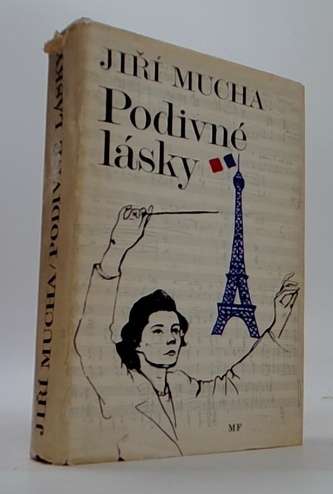 JIŘÍ MUCHA
Podivné
lásky
MF
JIŘÍ MUCHA/PODIVNÉ LÁSKY